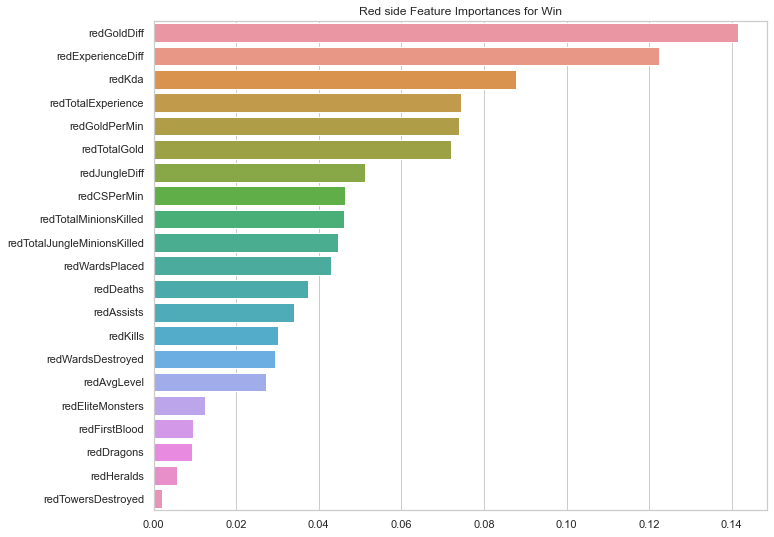 Red side Feature Importances for Win
redGoldDiff
redExperienceDiff
redKda
redTotalExperience
redGoldPerMin
redTotalGold
redJungleDiff
redCSPerMin
redTotalMinionsKilled
redTotalJungleMinionsKilled
redWardsPlaced
redDeaths
redAssists
redKills
redWardsDestroyed
redAvgLevel
redEliteMonsters
redFirstBlood
redDragons
redHeralds
redTowersDestroyed
0.00 0.02 0.04 0.06 0.08 0.10 0.12 0.14